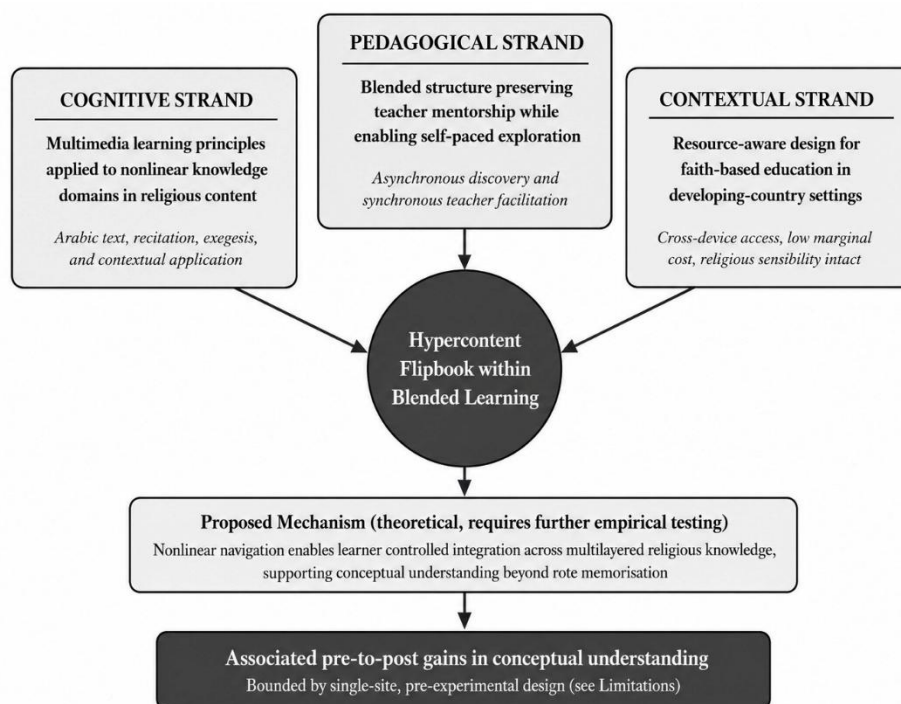 COGNITIVE STRAND
Multimedia learning principles
applied to nonlinear knowledge
domains in religious content
Arabic text, recitation, exegesis,
and contextual application
PEDAGOGICAL STRAND
Blended structure preserving
teacher mentorship while
enabling self-paced exploration
Asynchronous discovery and
synchronous teacher facilitation
CONTEXTUAL STRAND
Resource-aware design for
faith-based education in
developing-country settings
Cross-device access, low marginal
cost, religious sensibility intact
Hypercontent
Flipbook within
Blended Learning
Proposed Mechanism (theoretical, requires further empirical testing)
Nonlinear navigation enables learner controlled integration across multilayered religious knowledge,
supporting conceptual understanding beyond rote memorisation
Associated pre-to-post gains in conceptual understanding
Bounded by single-site, pre-experimental design (see Limitations)